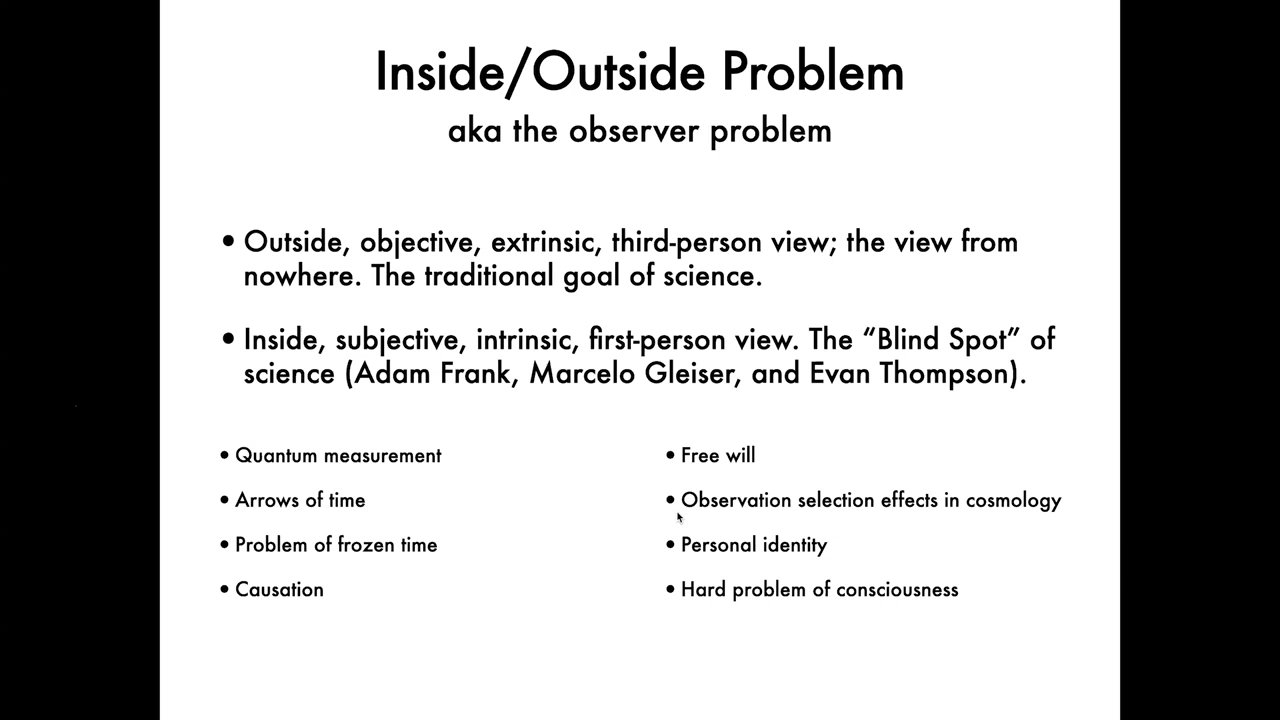 Inside/Outside Problem
aka the observer problem
• Outside, objective, extrinsic, third-person view; the view from
nowhere. The traditional goal of science.
• Inside, subjective, intrinsic, first-person view. The “Blind Spot” of
science (Adam Frank, Marcelo Gleiser, and Evan Thompson).
• Quantum measurement
• Arrows of time
• Problem of frozen time
• Causation
• Free will
• Observation selection effects in cosmology
• Personal identity
• Hard problem of consciousness